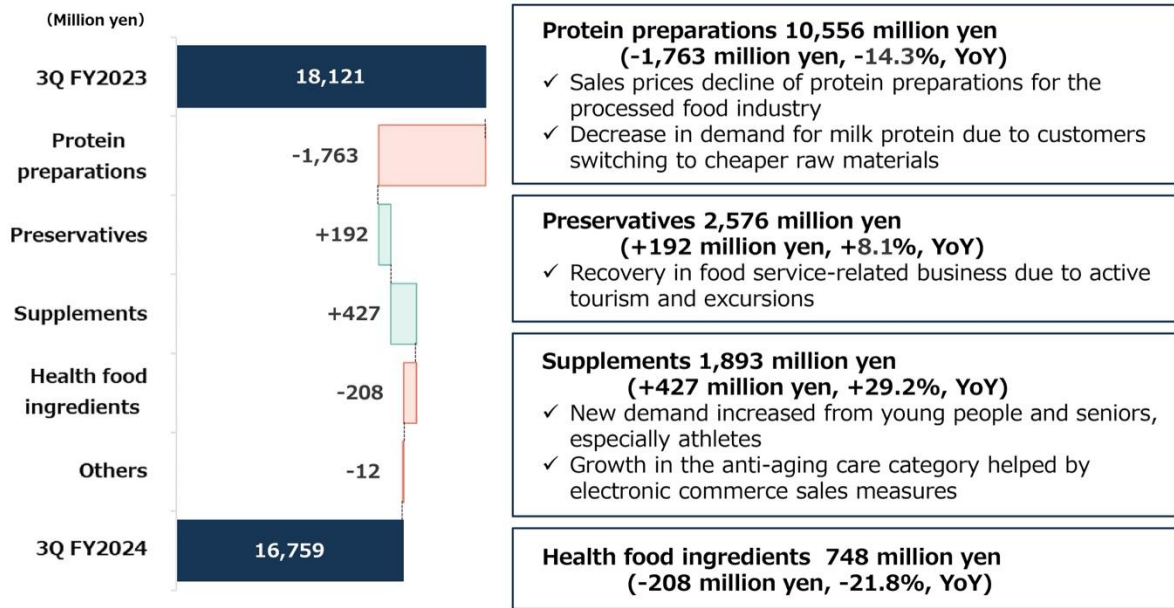 (Million yen)
3Q FY2023
18,121
Protein
preparations
-1,763
Preservatives
+192
Supplements
+427
Health food
ingredients
-208
Others
-12
3Q FY2024
16,759
Protein preparations 10,556 million yen
(-1,763 million yen, -14.3%, YoY)
✓ Sales prices decline of protein preparations for the
processed food industry
✓ Decrease in demand for milk protein due to customers
switching to cheaper raw materials
Preservatives 2,576 million yen
(+192 million yen, +8.1%, YoY)
✓ Recovery in food service-related business due to active
tourism and excursions
Supplements 1,893 million yen
(+427 million yen, +29.2%, YoY)
✓ New demand increased from young people and seniors,
especially athletes
✓ Growth in the anti-aging care category helped by
electronic commerce sales measures
Health food ingredients 748 million yen
(-208 million yen, -21.8%, YoY)